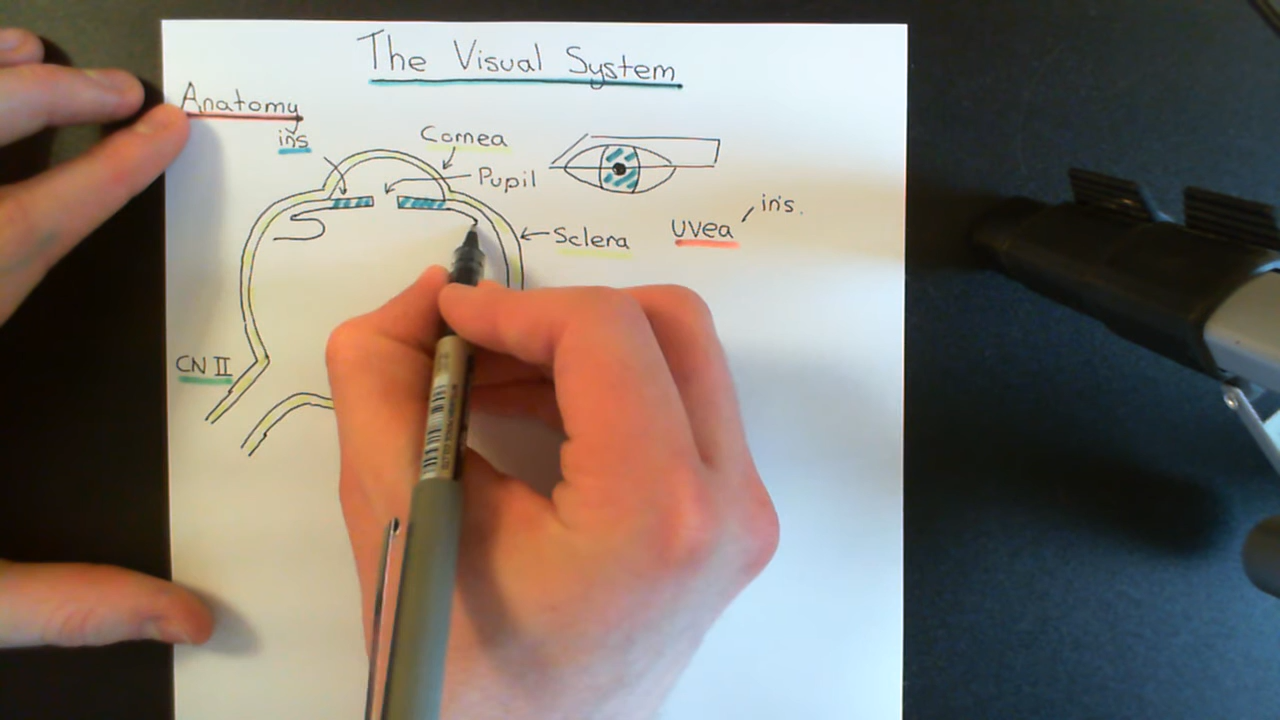 The Visual System
Anatomy
iris
Cornea
Pupil
Sclera
uvea
iris.
CN II